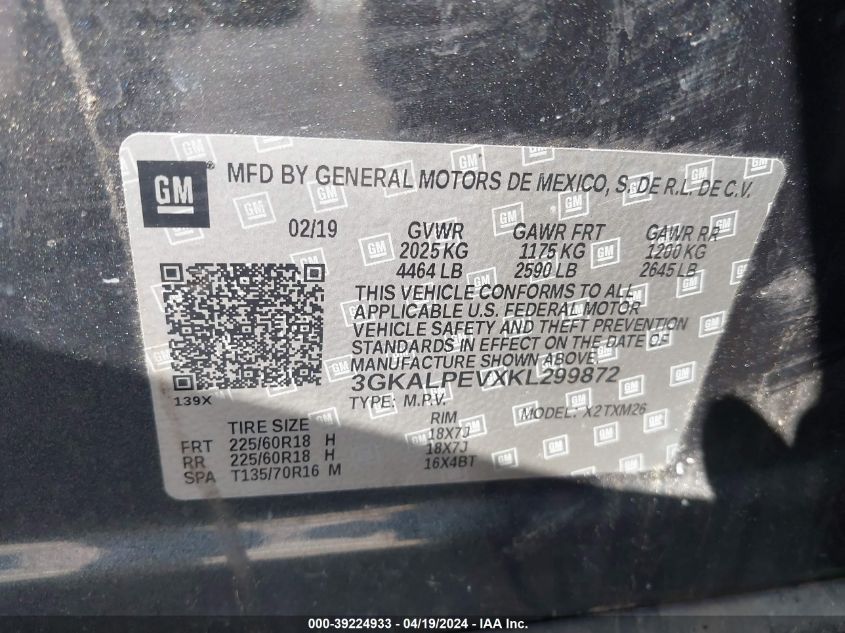 GM
MFD BY GENERAL MOTORS DE MEXICO, S. DE R.L. DE C.V.
02/19 GVWR GAWR FRT GAWR RR
2025 KG 1175 KG 1200 KG
4464 LB 2590 LB 2645 LB
THIS VEHICLE CONFORMS TO ALL
APPLICABLE U.S. FEDERAL MOTOR
VEHICLE SAFETY AND THEFT PREVENTION
STANDARDS IN EFFECT ON THE DATE OF
MANUFACTURE SHOWN ABOVE
3GKALPEVXKL299872
139X
TYPE: M.P.V. MODEL: X2TXM26
TIRE SIZE RIM
FRT 225/60R18 H 18X7J
RR 225/60R18 H 18X7J
SPA T135/70R16 M 16X4BT
000-39224933 - 04/19/2024 - IAA, Inc.